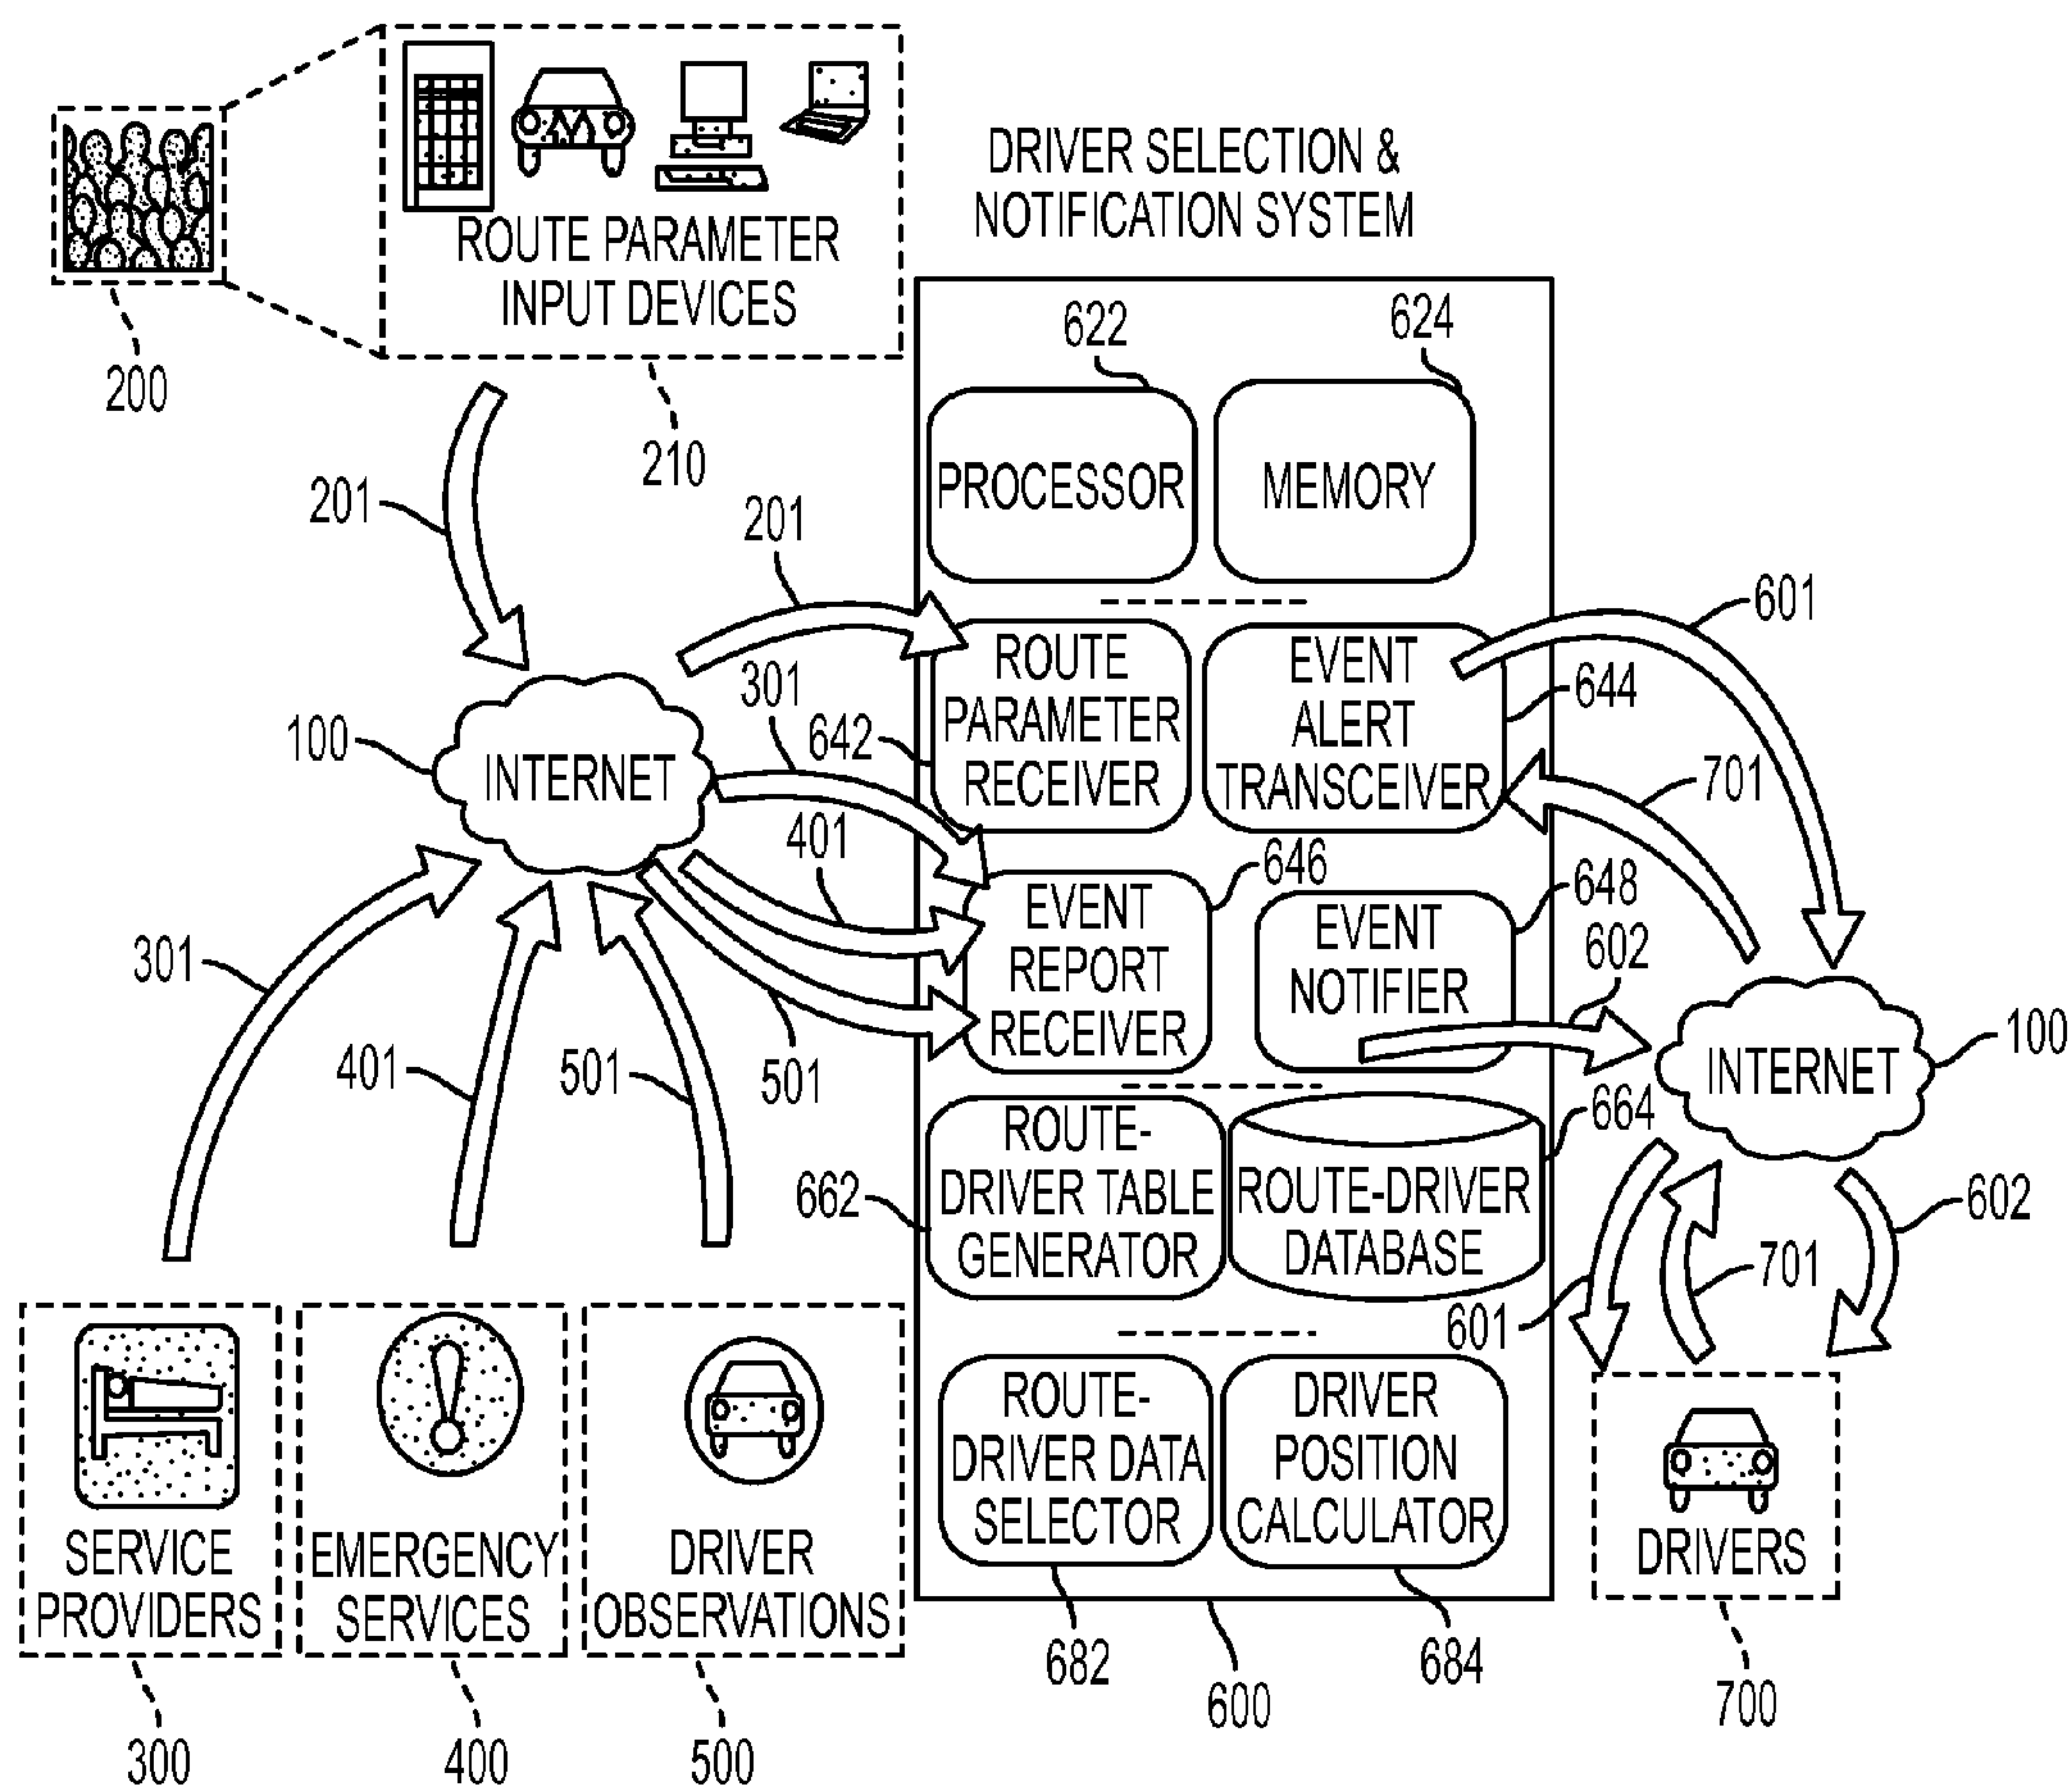 ROUTE PARAMETER
INPUT DEVICES
200
210
DRIVER SELECTION &
NOTIFICATION SYSTEM
622
624
PROCESSOR
MEMORY
201
201
601
ROUTE
PARAMETER
RECEIVER
EVENT
ALERT
TRANSCEIVER
644
301
642
100
INTERNET
701
401
646
648
EVENT
REPORT
RECEIVER
EVENT
NOTIFIER
602
301
401
501
501
INTERNET
100
664
ROUTE-
DRIVER TABLE
GENERATOR
662
ROUTE-DRIVER
DATABASE
602
701
601
ROUTE-
DRIVER DATA
SELECTOR
DRIVER
POSITION
CALCULATOR
SERVICE
PROVIDERS
EMERGENCY
SERVICES
DRIVER
OBSERVATIONS
DRIVERS
682
600
684
700
300
400
500